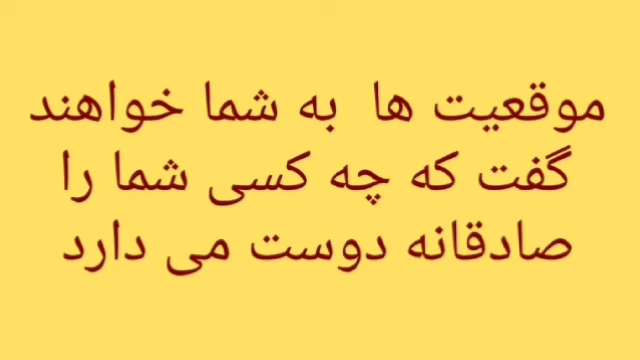 موقعیت ها به شما خواهند
گفت که چه کسی شما را
صادقانه دوست می دارد